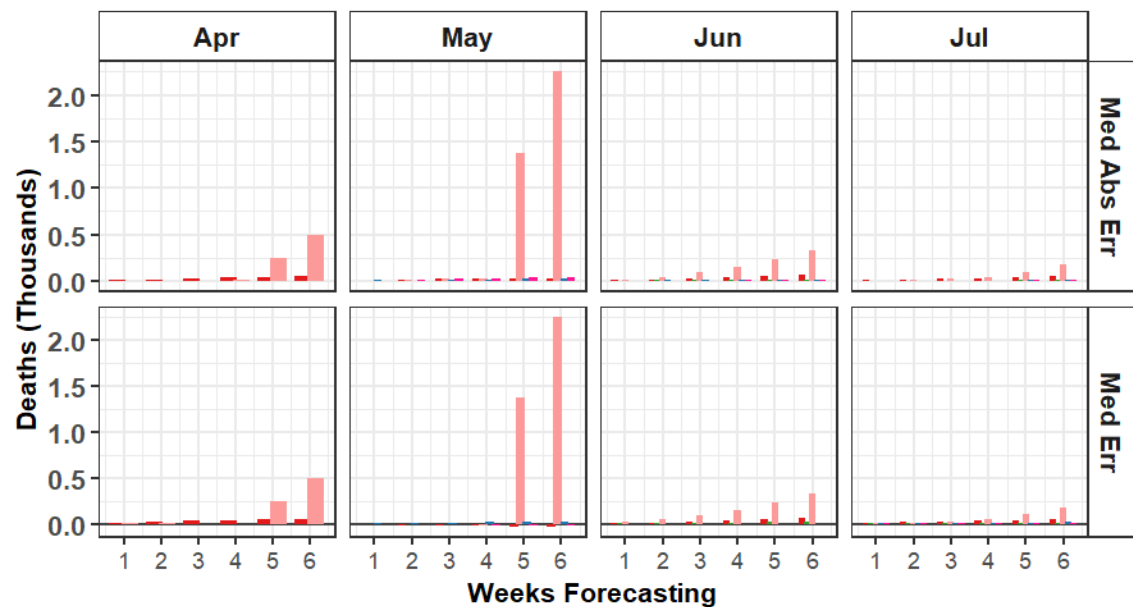 Apr May Jun Jul
2.0
1.5
1.0
0.5
0.0
Med Abs Err
2.0
1.5
1.0
0.5
0.0
Med Err
Deaths (Thousands)
1 2 3 4 5 6 1 2 3 4 5 6 1 2 3 4 5 6 1 2 3 4 5 6
Weeks Forecasting